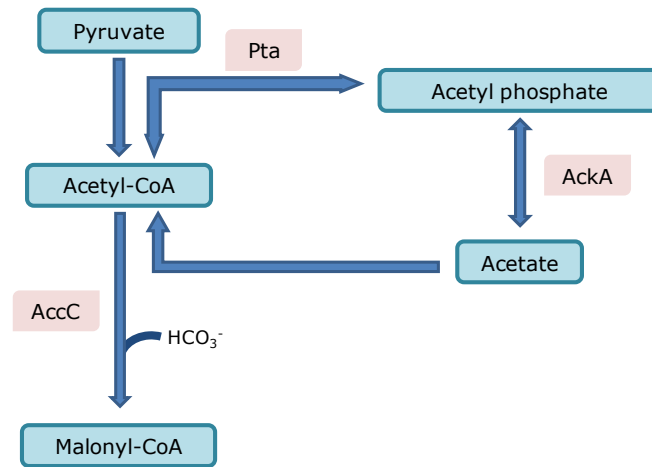 Pyruvate
Pta
Acetyl phosphate
Acetyl-CoA
AckA
Acetate
AccC
HCO₃⁻
Malonyl-CoA